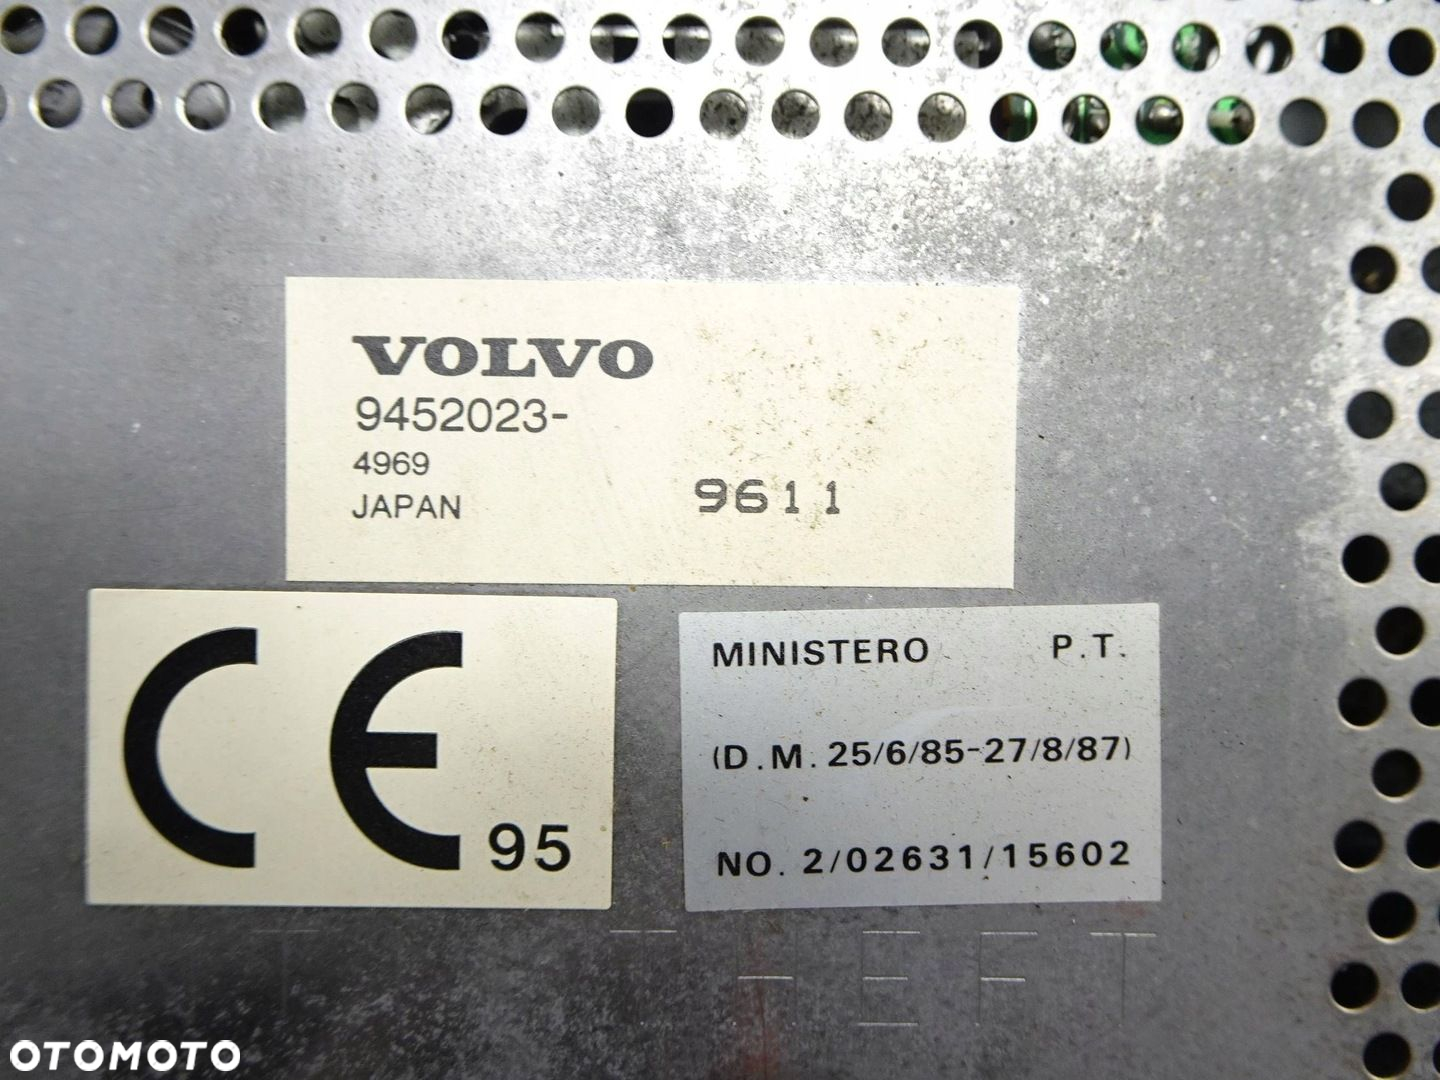 VOLVO
9452023-
4969
JAPAN 9611
CE 95
MINISTERO P.T.
(D.M. 25/6/85-27/8/87)
NO. 2/02631/15602
THEFT
OTOMOTO